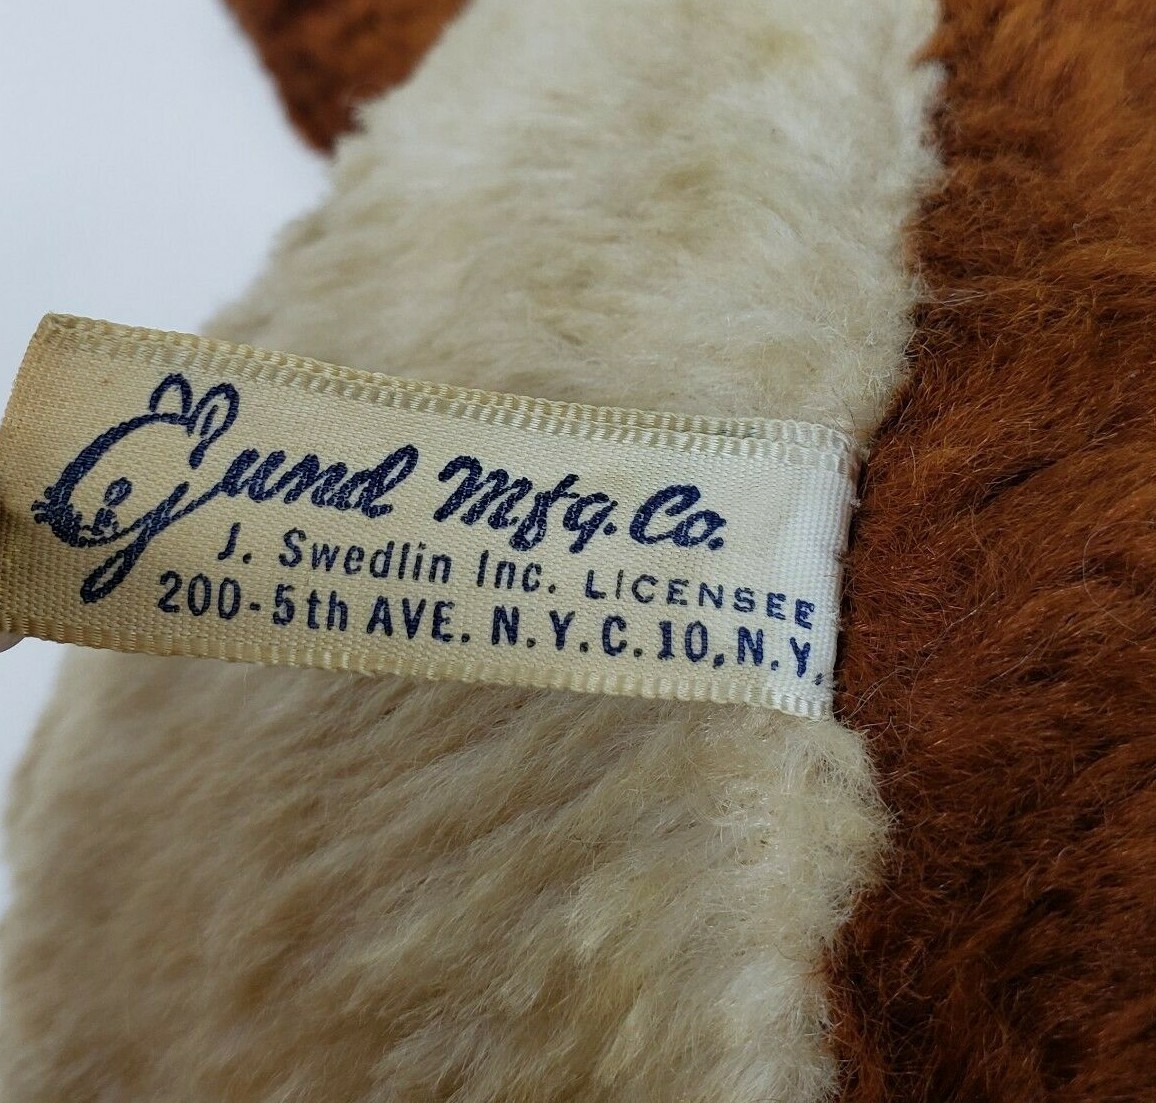 Gund Mfg. Co.
J. Swedlin Inc. LICENSEE
200-5th AVE. N.Y.C. 10, N.Y.